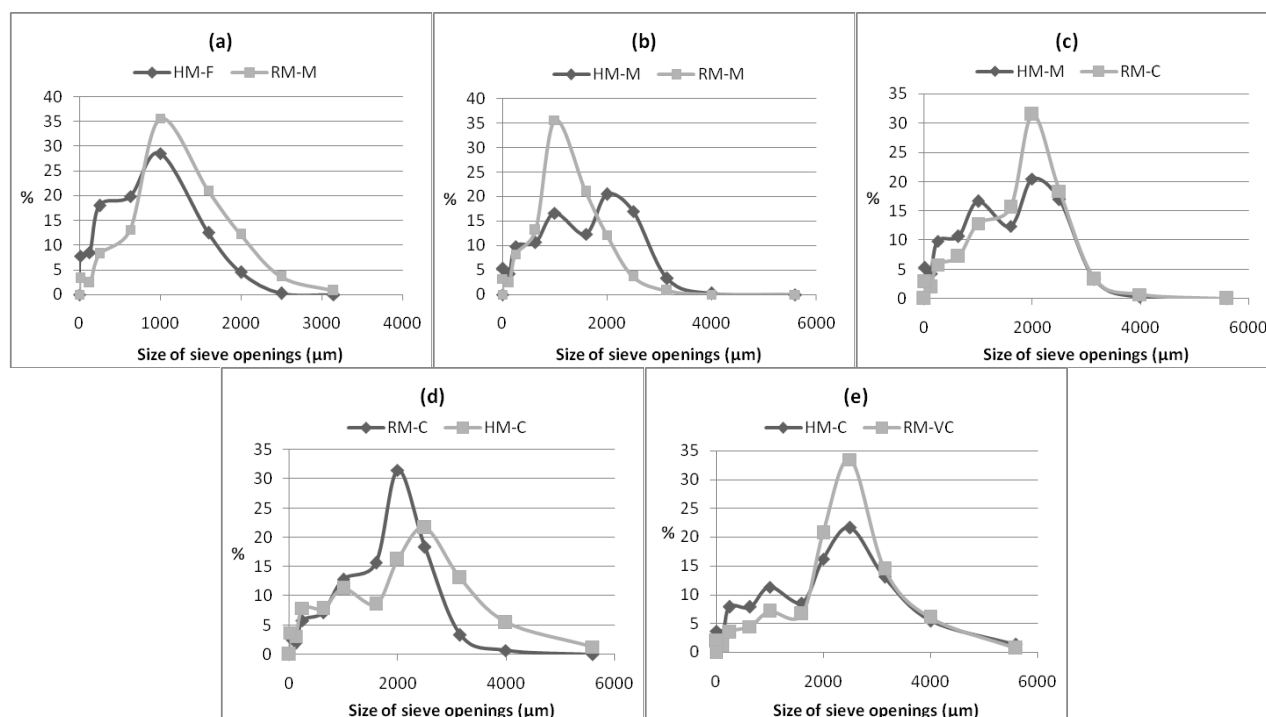 (a)
HM-F RM-M
40
35
30
25
20
15
10
5
0
%
0 1000 2000 3000 4000
Size of sieve openings (µm)
(b)
HM-M RM-M
40
35
30
25
20
15
10
5
0
%
0 2000 4000 6000
Size of sieve openings (µm)
(c)
HM-M RM-C
35
30
25
20
15
10
5
0
%
0 2000 4000 6000
Size of sieve openings (µm)
(d)
RM-C HM-C
35
30
25
20
15
10
5
0
%
0 2000 4000 6000
Size of sieve openings (µm)
(e)
HM-C RM-VC
35
30
25
20
15
10
5
0
%
0 2000 4000 6000
Size of sieve openings (µm)